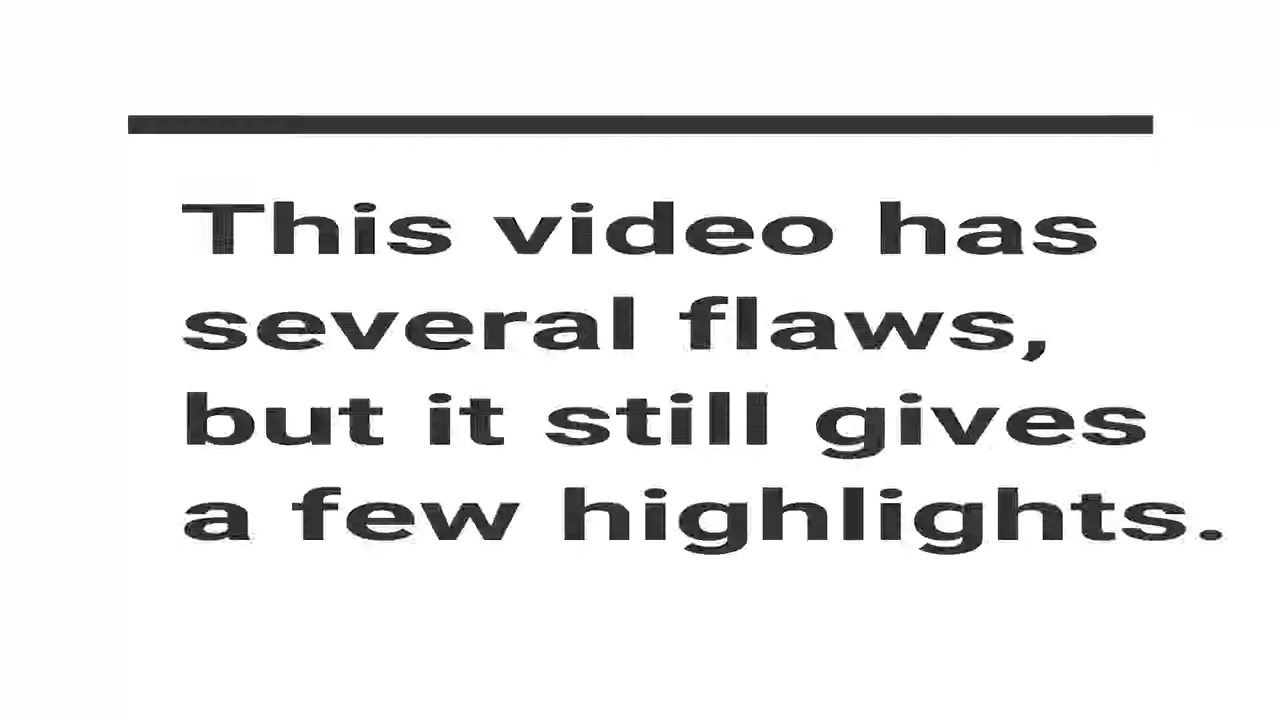 This video has
several flaws,
but it still gives
a few highlights.